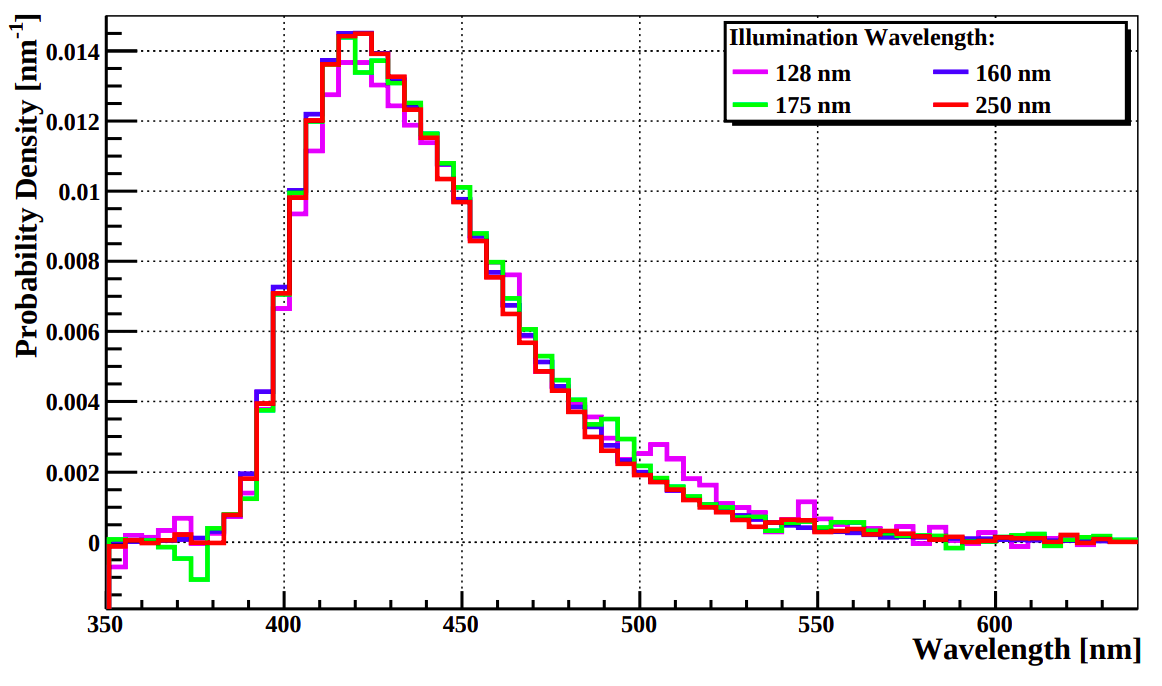 Probability Density [nm⁻¹]
Illumination Wavelength:
128 nm 160 nm
175 nm 250 nm
0.014
0.012
0.01
0.008
0.006
0.004
0.002
0
350 400 450 500 550 600
Wavelength [nm]